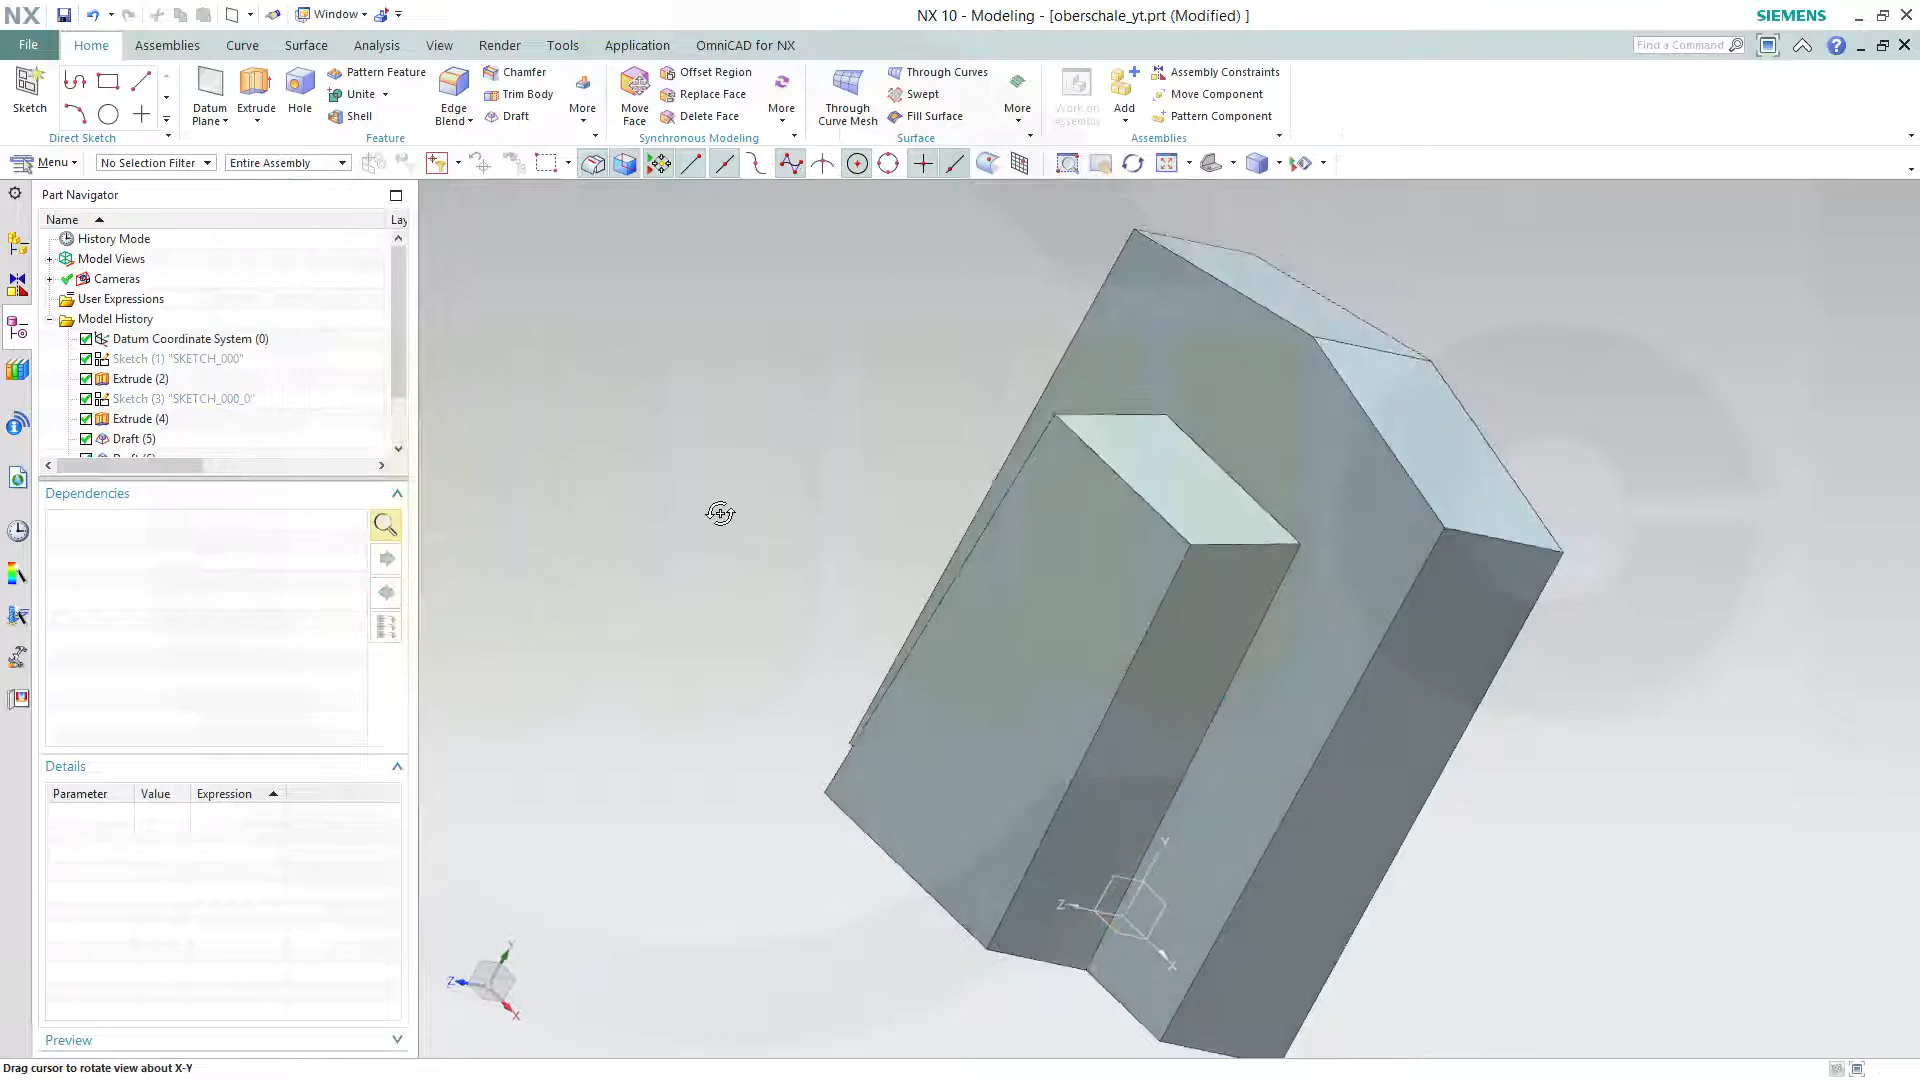 NX
Window
NX 10 - Modeling - [oberschale_yt.prt (Modified) ]
SIEMENS
File
Home
Assemblies
Curve
Surface
Analysis
View
Render
Tools
Application
OmniCAD for NX
Find a Command
Sketch
Direct Sketch
Datum Plane
Extrude
Hole
Pattern Feature
Unite
Shell
Edge Blend
Chamfer
Trim Body
Draft
More
Feature
Move Face
Offset Region
Replace Face
Delete Face
More
Synchronous Modeling
Through Curve Mesh
Through Curves
Swept
Fill Surface
More
Surface
Work on Assembly
Add
Assembly Constraints
Move Component
Pattern Component
Assemblies
Menu
No Selection Filter
Entire Assembly
Part Navigator
Name
Lay
History Mode
Model Views
Cameras
User Expressions
Model History
Datum Coordinate System (0)
Sketch (1) "SKETCH_000"
Extrude (2)
Sketch (3) "SKETCH_000_0"
Extrude (4)
Draft (5)
Dependencies
Details
Parameter
Value
Expression
Preview
Y
Z
X
Y
Z
X
Drag cursor to rotate view about X-Y